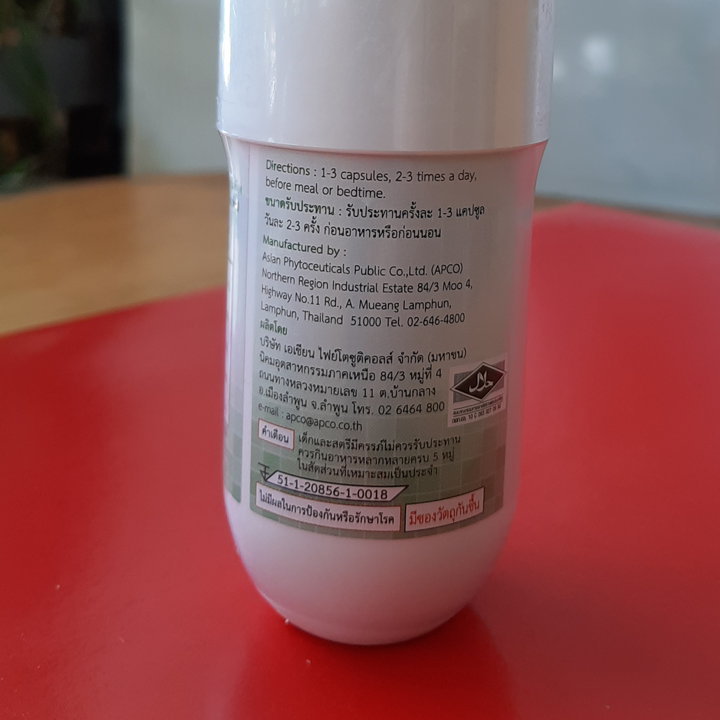 Directions : 1-3 capsules, 2-3 times a day,
before meal or bedtime.
ขนาดรับประทาน : รับประทานครั้งละ 1-3 แคปซูล
วันละ 2-3 ครั้ง ก่อนอาหารหรือก่อนนอน
Manufactured by :
Asian Phytoceuticals Public Co.,Ltd. (APCO)
Northern Region Industrial Estate 84/3 Moo 4,
Highway No.11 Rd., A. Mueang Lamphun,
Lamphun, Thailand 51000 Tel. 02-646-4800
ผลิตโดย
บริษัท เอเชียน ไฟย์โตซูติคอลส์ จำกัด (มหาชน)
นิคมอุตสาหกรรมภาคเหนือ 84/3 หมู่ที่ 4
ถนนทางหลวงหมายเลข 11 ต.บ้านกลาง
อ.เมืองลำพูน จ.ลำพูน โทร. 02 6464 800
e-mail : apco@apco.co.th
คำเตือน เด็กและสตรีมีครรภ์ไม่ควรรับประทาน
ควรกินอาหารหลากหลายครบ 5 หมู่
ในสัดส่วนที่เหมาะสมเป็นประจำ
51-1-20856-1-0018
ไม่มีผลในการป้องกันหรือรักษาโรค
มีซองวัตถุกันชื้น
حلال